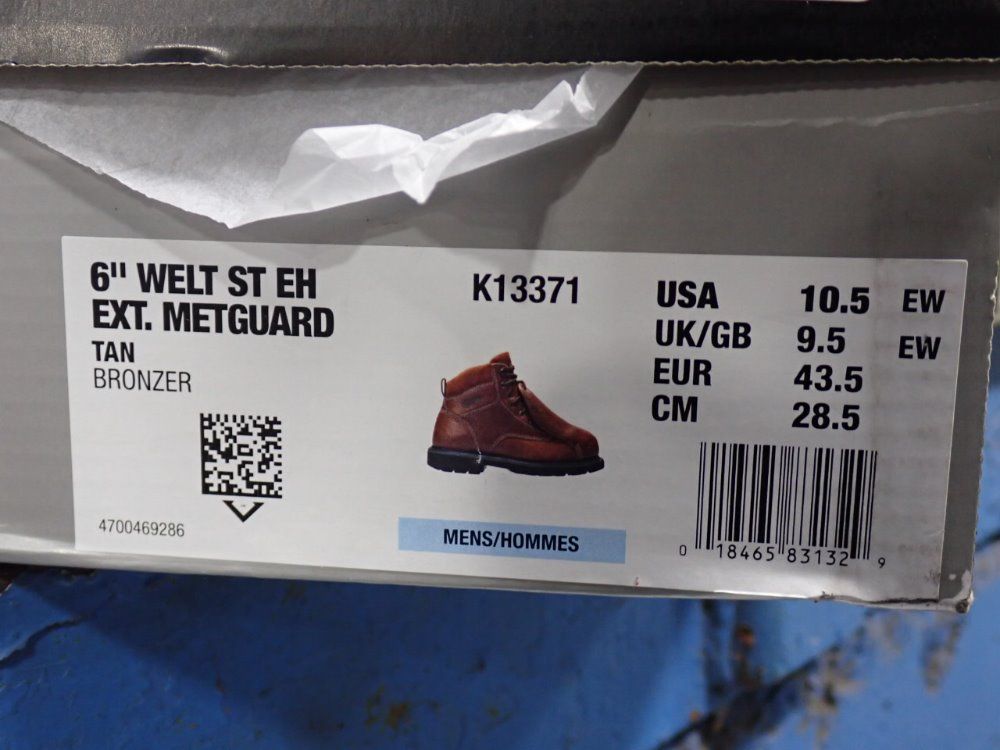 6" WELT ST EH
EXT. METGUARD
TAN
BRONZER
4700469286
K13371
MENS/HOMMES
USA 10.5 EW
UK/GB 9.5 EW
EUR 43.5
CM 28.5
0 18465 83132 9